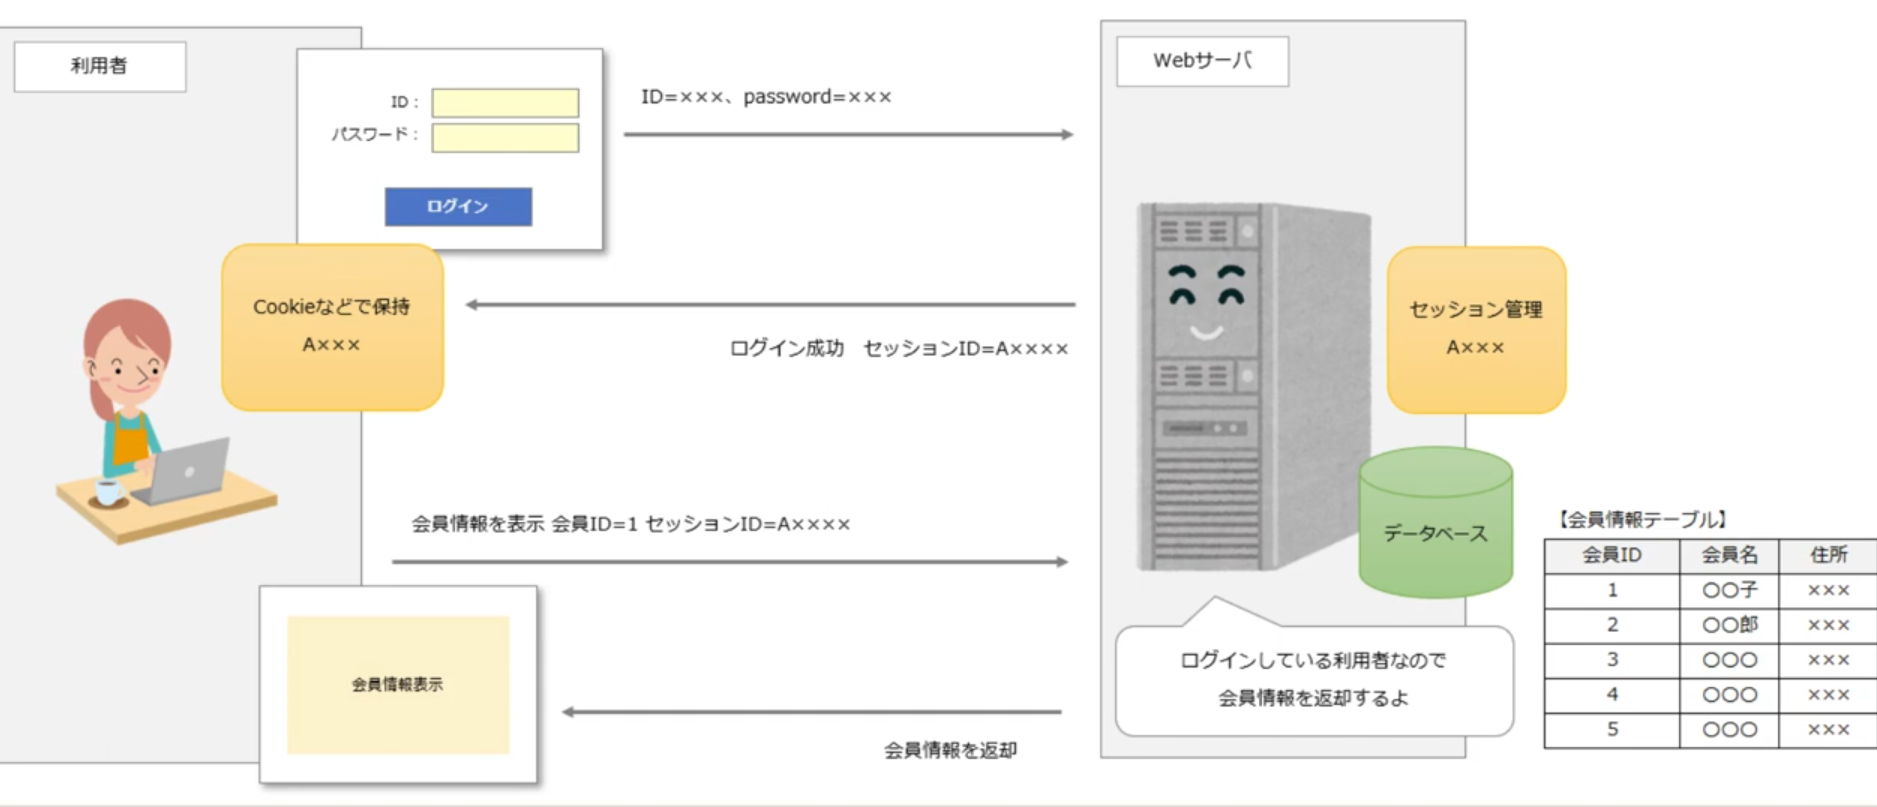 利用者
ID：
パスワード：
ログイン
ID=×××、password=×××
Webサーバ
Cookieなどで保持
A×××
ログイン成功　セッションID=A××××
セッション管理
A×××
会員情報を表示 会員ID=1 セッションID=A××××
データベース
【会員情報テーブル】
会員ID 会員名 住所
1 〇〇子 ×××
2 〇〇郎 ×××
3 〇〇〇 ×××
4 〇〇〇 ×××
5 〇〇〇 ×××
ログインしている利用者なので
会員情報を返却するよ
会員情報表示
会員情報を返却